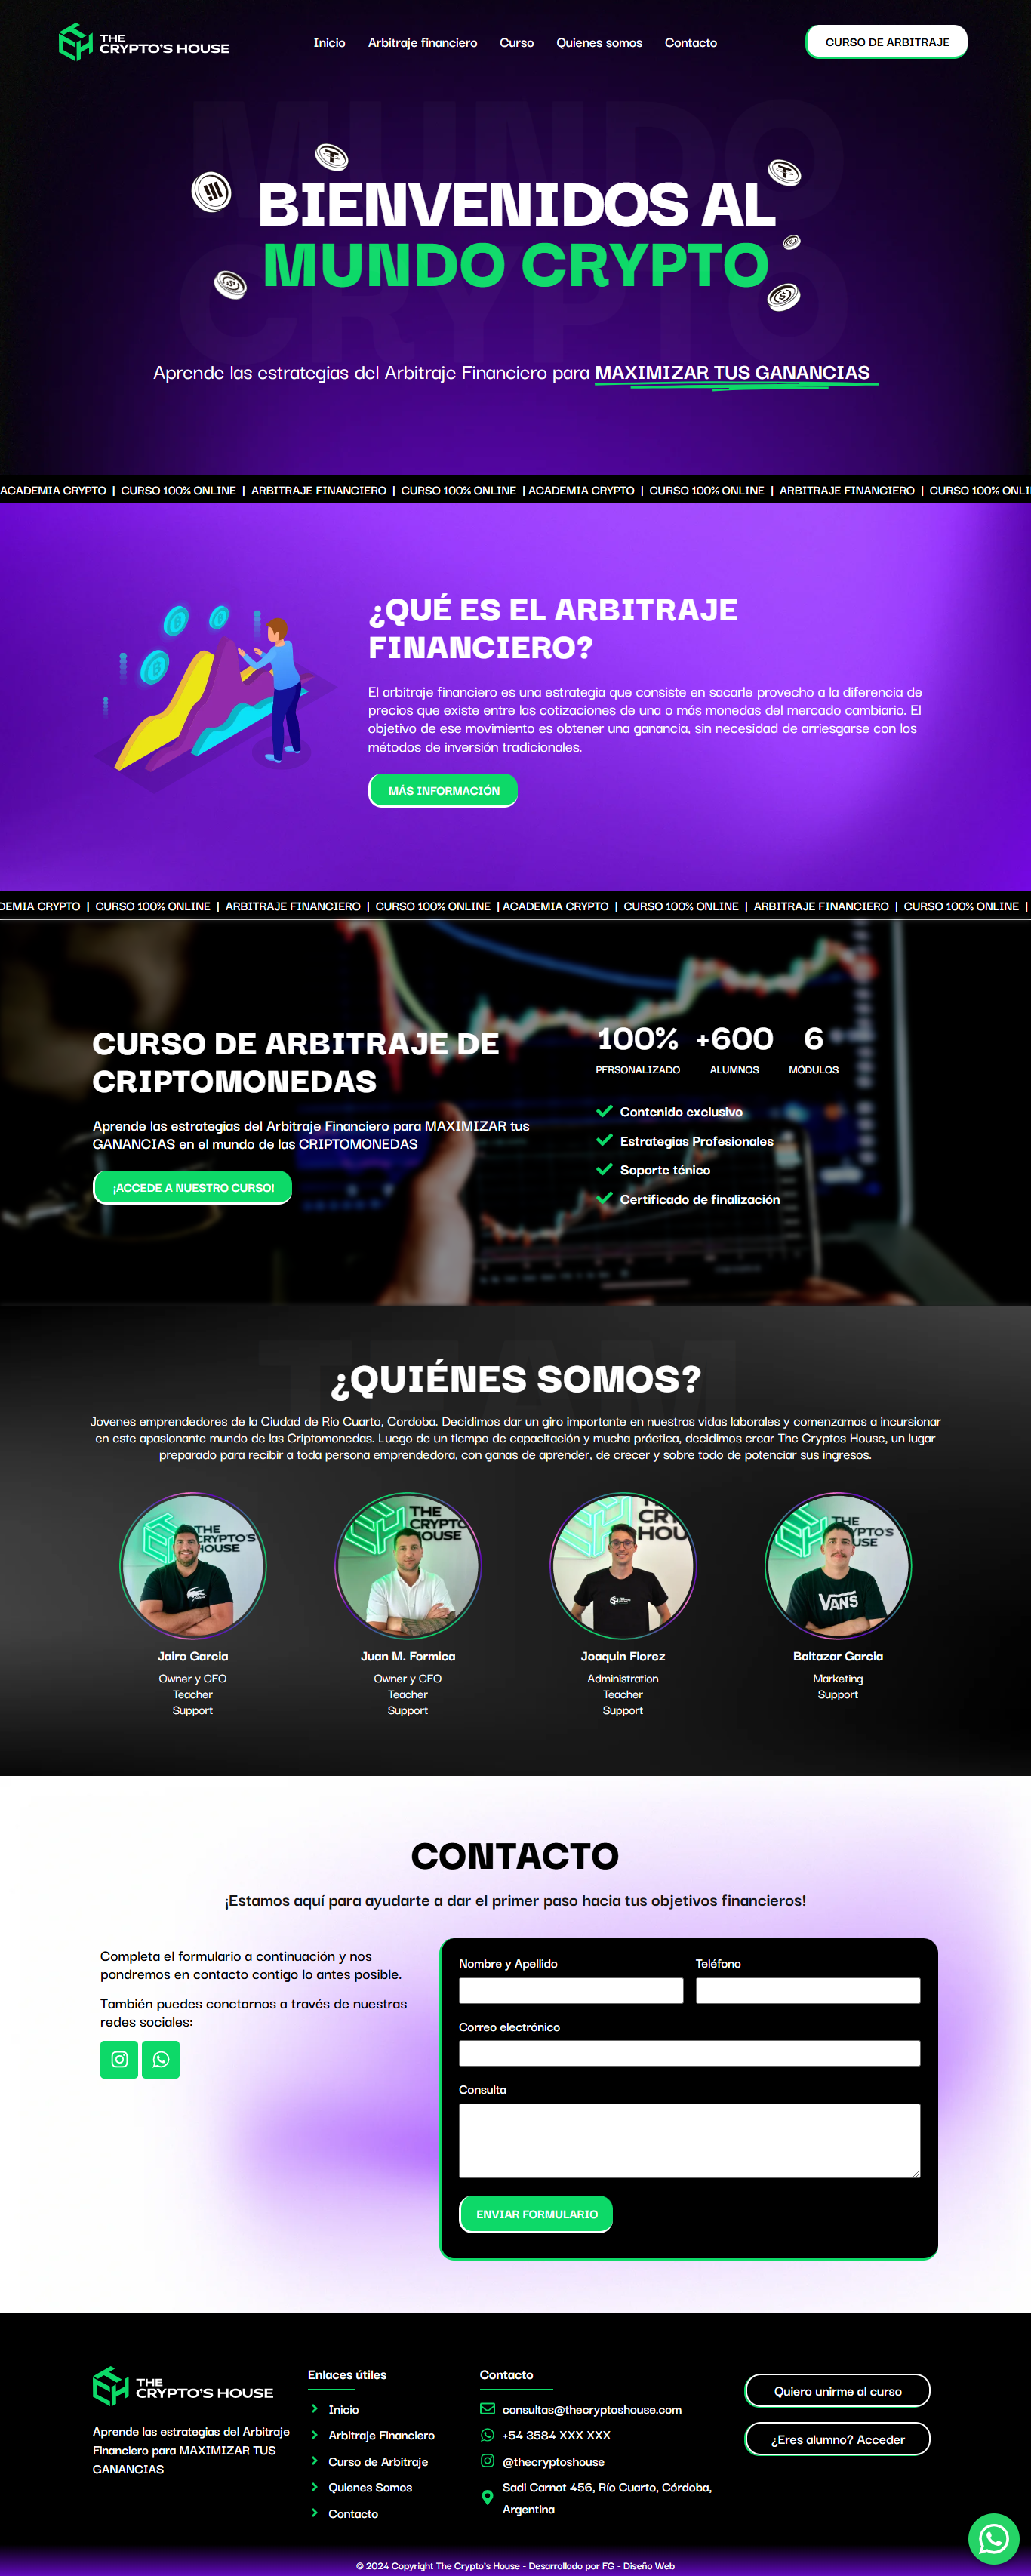 THE
CRYPTO'S HOUSE
Inicio
Arbitraje financiero
Curso
Quienes somos
Contacto
CURSO DE ARBITRAJE
MUNDO
CRYPTO
BIENVENIDOS AL
MUNDO CRYPTO
Aprende las estrategias del Arbitraje Financiero para MAXIMIZAR TUS GANANCIAS
ACADEMIA CRYPTO | CURSO 100% ONLINE | ARBITRAJE FINANCIERO | CURSO 100% ONLINE | ACADEMIA CRYPTO | CURSO 100% ONLINE | ARBITRAJE FINANCIERO | CURSO 100% ONLI
¿QUÉ ES EL ARBITRAJE
FINANCIERO?
El arbitraje financiero es una estrategia que consiste en sacarle provecho a la diferencia de
precios que existe entre las cotizaciones de una o más monedas del mercado cambiario. El
objetivo de ese movimiento es obtener una ganancia, sin necesidad de arriesgarse con los
métodos de inversión tradicionales.
MÁS INFORMACIÓN
DEMIA CRYPTO | CURSO 100% ONLINE | ARBITRAJE FINANCIERO | CURSO 100% ONLINE | ACADEMIA CRYPTO | CURSO 100% ONLINE | ARBITRAJE FINANCIERO | CURSO 100% ONLINE |
CURSO DE ARBITRAJE DE
CRIPTOMONEDAS
Aprende las estrategias del Arbitraje Financiero para MAXIMIZAR tus
GANANCIAS en el mundo de las CRIPTOMONEDAS
¡ACCEDE A NUESTRO CURSO!
100%
PERSONALIZADO
+600
ALUMNOS
6
MÓDULOS
Contenido exclusivo
Estrategias Profesionales
Soporte ténico
Certificado de finalización
TEAM
¿QUIÉNES SOMOS?
Jovenes emprendedores de la Ciudad de Rio Cuarto, Cordoba. Decidimos dar un giro importante en nuestras vidas laborales y comenzamos a incursionar
en este apasionante mundo de las Criptomonedas. Luego de un tiempo de capacitación y mucha práctica, decidimos crear The Cryptos House, un lugar
preparado para recibir a toda persona emprendedora, con ganas de aprender, de crecer y sobre todo de potenciar sus ingresos.
THE
CRYPTO'S
HOUSE
THE
CRYPTO
HOUSE
VANS
Jairo Garcia
Owner y CEO
Teacher
Support
Juan M. Formica
Owner y CEO
Teacher
Support
Joaquin Florez
Administration
Teacher
Support
Baltazar Garcia
Marketing
Support
CONTACTO
¡Estamos aquí para ayudarte a dar el primer paso hacia tus objetivos financieros!
Completa el formulario a continuación y nos
pondremos en contacto contigo lo antes posible.
También puedes conctarnos a través de nuestras
redes sociales:
Nombre y Apellido
Teléfono
Correo electrónico
Consulta
ENVIAR FORMULARIO
THE
CRYPTO'S HOUSE
Aprende las estrategias del Arbitraje
Financiero para MAXIMIZAR TUS
GANANCIAS
Enlaces útiles
Inicio
Arbitraje Financiero
Curso de Arbitraje
Quienes Somos
Contacto
Contacto
consultas@thecryptoshouse.com
+54 3584 XXX XXX
@thecryptoshouse
Sadi Carnot 456, Río Cuarto, Córdoba,
Argentina
Quiero unirme al curso
¿Eres alumno? Acceder
© 2024 Copyright The Crypto's House - Desarrollado por FG - Diseño Web